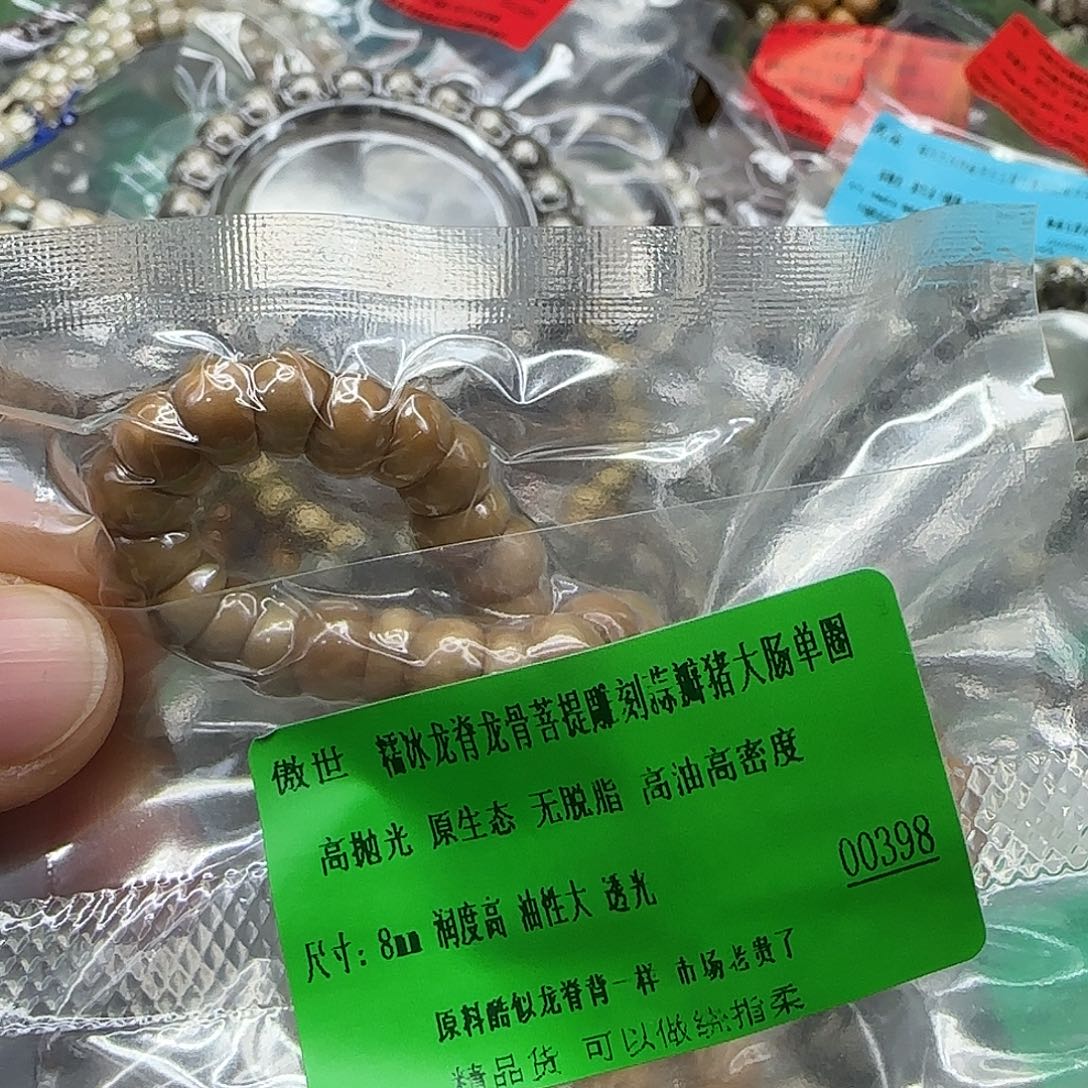 傲世 糯冰龙脊龙骨菩提雕刻蒜瓣猪大肠单圈
高抛光 原生态 无脱脂 高油高密度
00398
尺寸：8mm 润度高 油性大 透光
原料酷似龙脊背一样 市场老贵了
精品货 可以做绕指柔